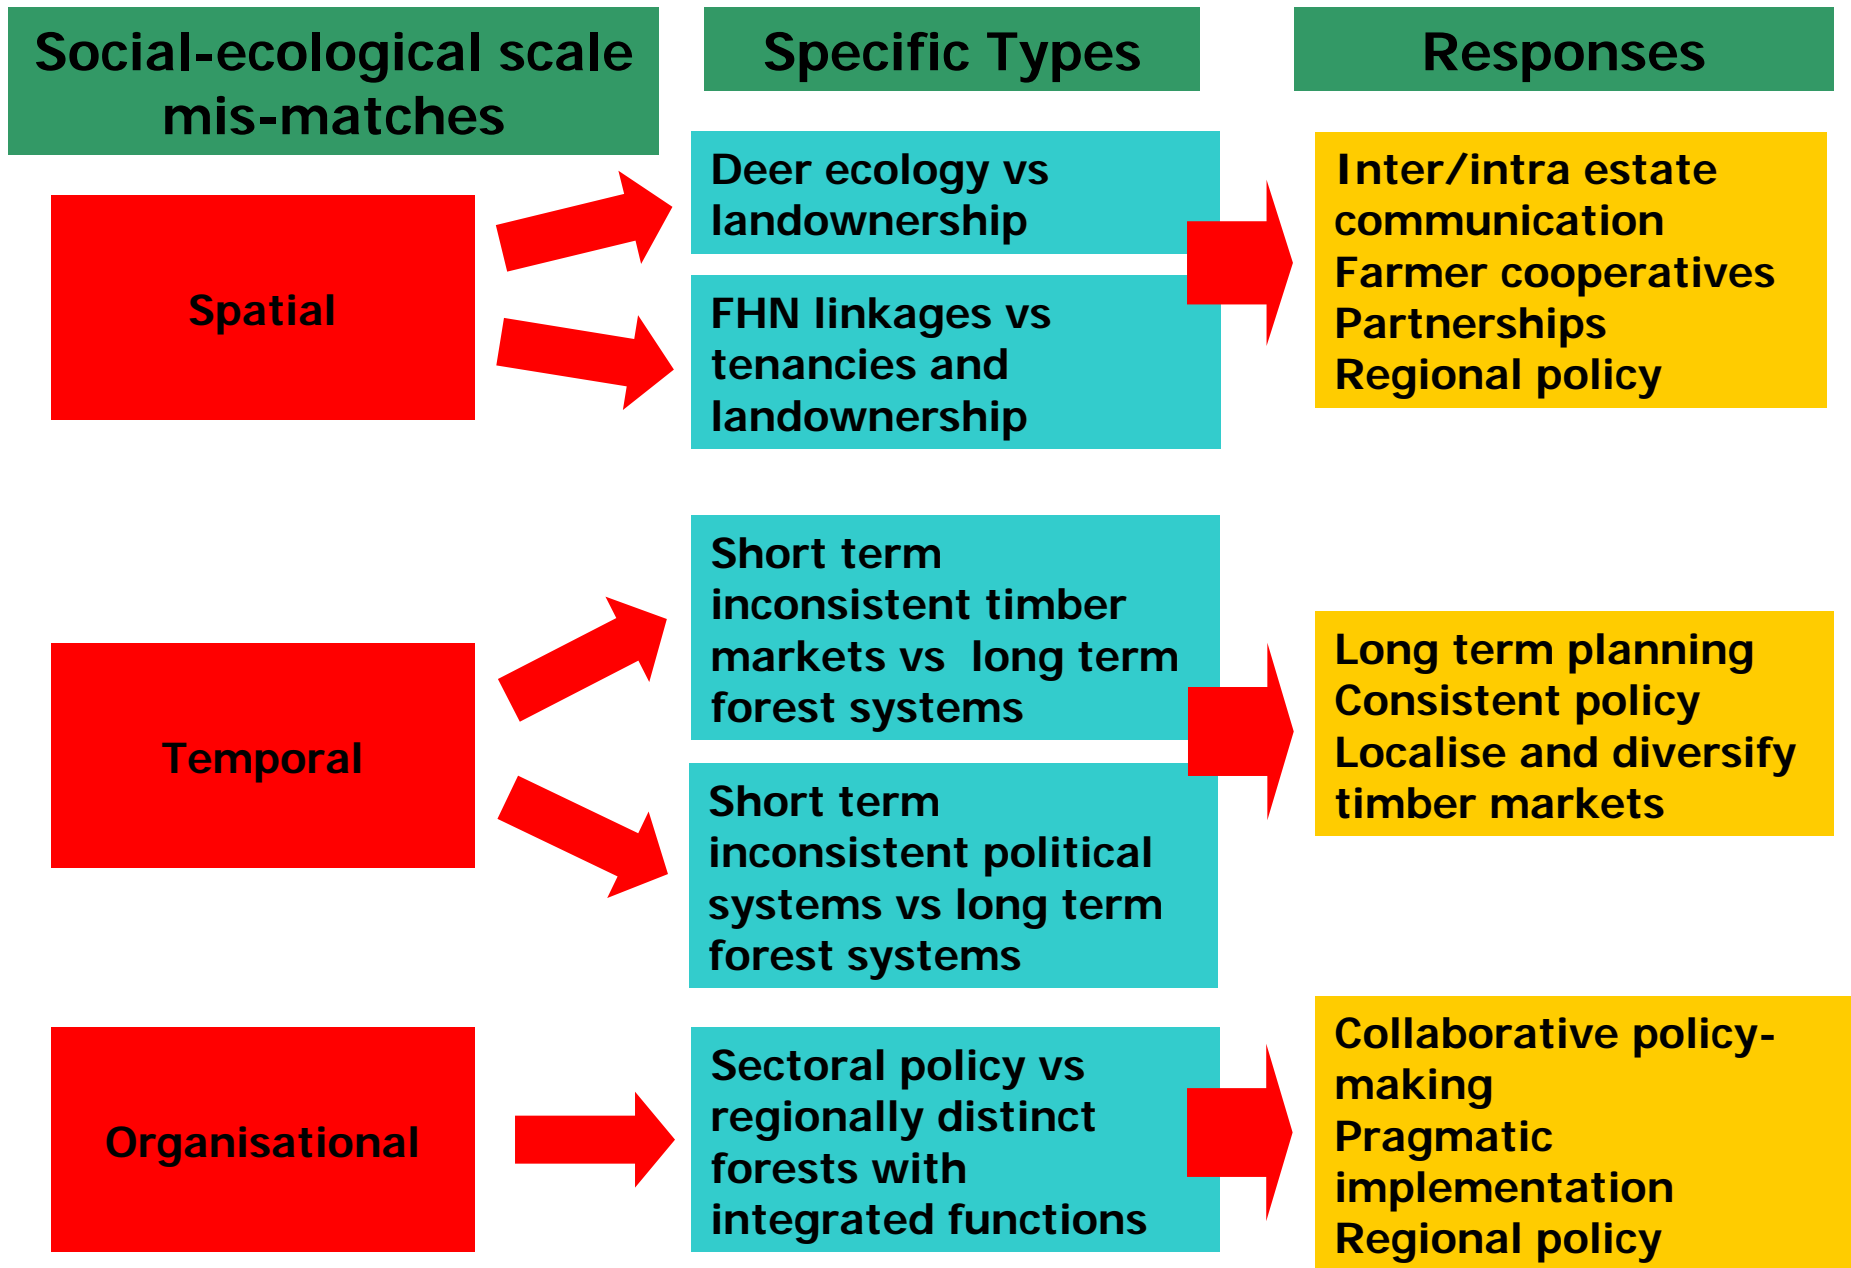 Social-ecological scale
mis-matches
Specific Types
Responses
Spatial
Deer ecology vs
landownership
FHN linkages vs
tenancies and
landownership
Inter/intra estate
communication
Farmer cooperatives
Partnerships
Regional policy
Temporal
Short term
inconsistent timber
markets vs  long term
forest systems
Short term
inconsistent political
systems vs long term
forest systems
Long term planning
Consistent policy
Localise and diversify
timber markets
Organisational
Sectoral policy vs
regionally distinct
forests with
integrated functions
Collaborative policy-
making
Pragmatic
implementation
Regional policy